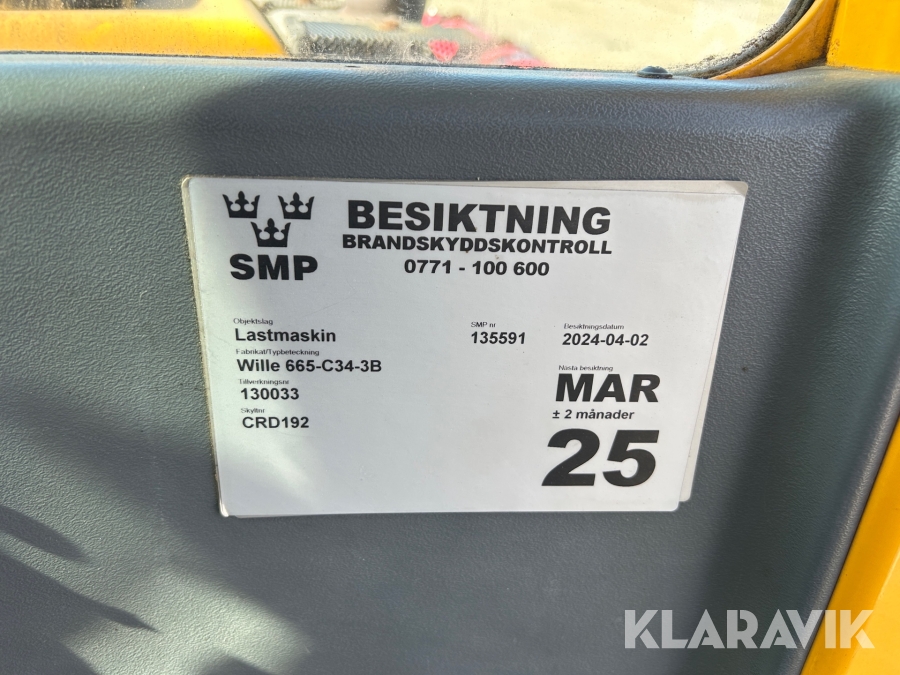 SMP
BESIKTNING
BRANDSKYDDSKONTROLL
0771 - 100 600
Objektslag
Lastmaskin
SMP nr
135591
Besiktningsdatum
2024-04-02
Fabrikat/Typbeteckning
Wille 665-C34-3B
Tillverkningsnr
130033
Skyltnr
CRD192
Nästa besiktning
MAR
± 2 månader
25
KLARAVIK